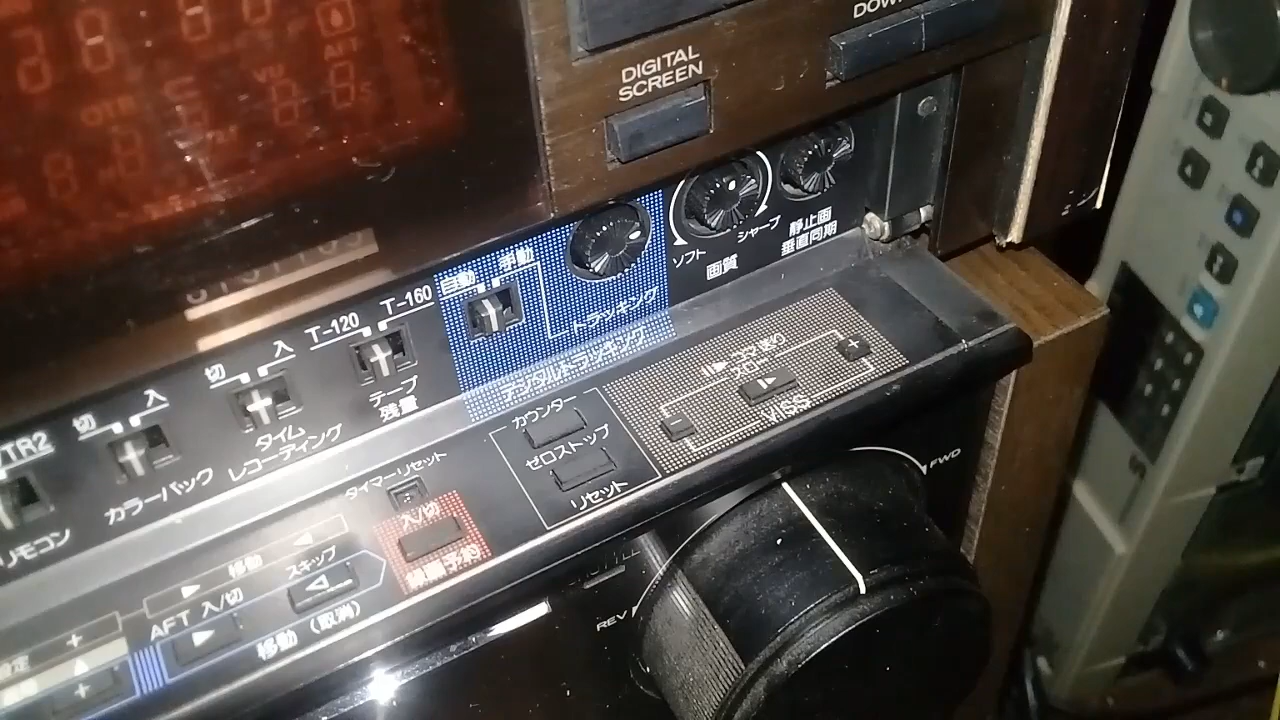 DIGITAL
SCREEN
シャープ
ソフト
画質
静止画
垂直同期
自動
手動
トラッキング
デジタルトラッキング
T-120
T-160
テープ
残量
切
入
タイム
レコーディング
切
入
カラーバック
TR2
リモコン
コマ送り
スロー
+
-
VISS
カウンター
ゼロストップ
リセット
タイマーリセット
入/切
録画予約
移動
スキップ
AFT 入/切
移動 (取消)
+
+
FWD
REV